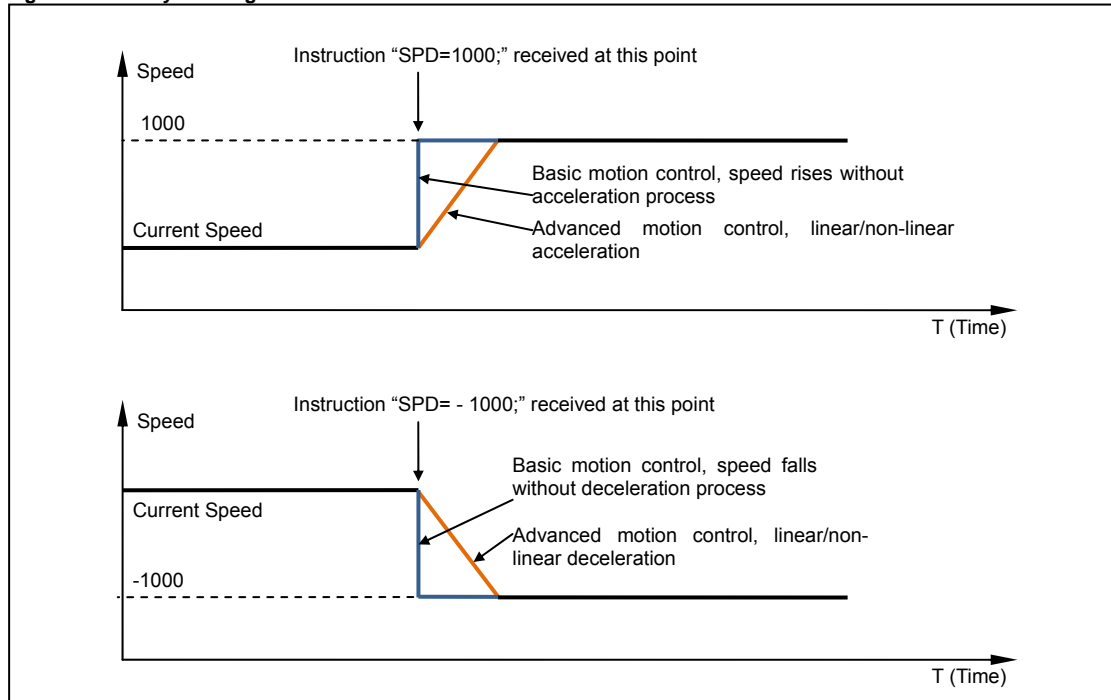 Instruction “SPD=1000;” received at this point
Speed
1000
Basic motion control, speed rises without
acceleration process
Current Speed
Advanced motion control, linear/non-linear
acceleration
T (Time)
Instruction “SPD= - 1000;” received at this point
Speed
Basic motion control, speed falls
without deceleration process
Current Speed
Advanced motion control, linear/non-
linear deceleration
-1000
T (Time)